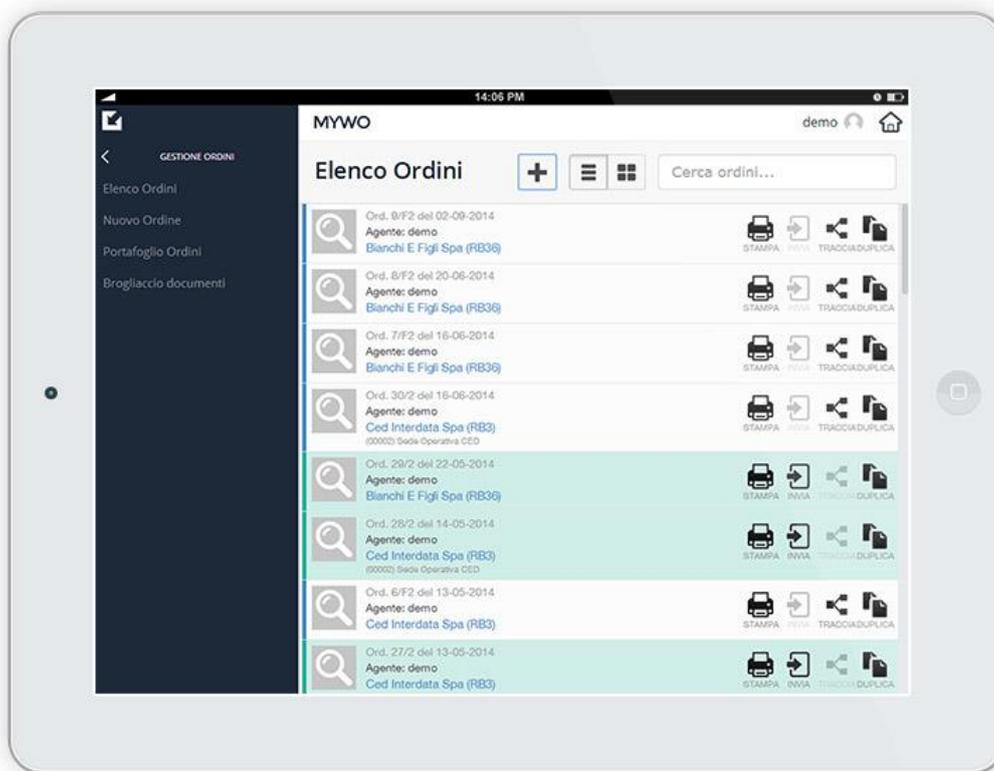 14:06 PM
MYWO
demo
GESTIONE ORDINI
Elenco Ordini
Nuovo Ordine
Portafoglio Ordini
Brogliaccio documenti
Elenco Ordini
Cerca ordini...
Ord. 9/F2 del 02-09-2014
Agente: demo
Bianchi E Figli Spa (RB36)
STAMPA INVIA TRACCIA DUPLICA
Ord. 8/F2 del 20-06-2014
Agente: demo
Bianchi E Figli Spa (RB36)
STAMPA INVIA TRACCIA DUPLICA
Ord. 7/F2 del 16-06-2014
Agente: demo
Bianchi E Figli Spa (RB36)
STAMPA INVIA TRACCIA DUPLICA
Ord. 30/2 del 16-06-2014
Agente: demo
Ced Interdata Spa (RB3)
(00002) Sede Operativa CED
STAMPA INVIA TRACCIA DUPLICA
Ord. 29/2 del 22-05-2014
Agente: demo
Bianchi E Figli Spa (RB36)
STAMPA INVIA TRACCIA DUPLICA
Ord. 28/2 del 14-05-2014
Agente: demo
Ced Interdata Spa (RB3)
(00002) Sede Operativa CED
STAMPA INVIA TRACCIA DUPLICA
Ord. 6/F2 del 13-05-2014
Agente: demo
Ced Interdata Spa (RB3)
STAMPA INVIA TRACCIA DUPLICA
Ord. 27/2 del 13-05-2014
Agente: demo
Ced Interdata Spa (RB3)
STAMPA INVIA TRACCIA DUPLICA